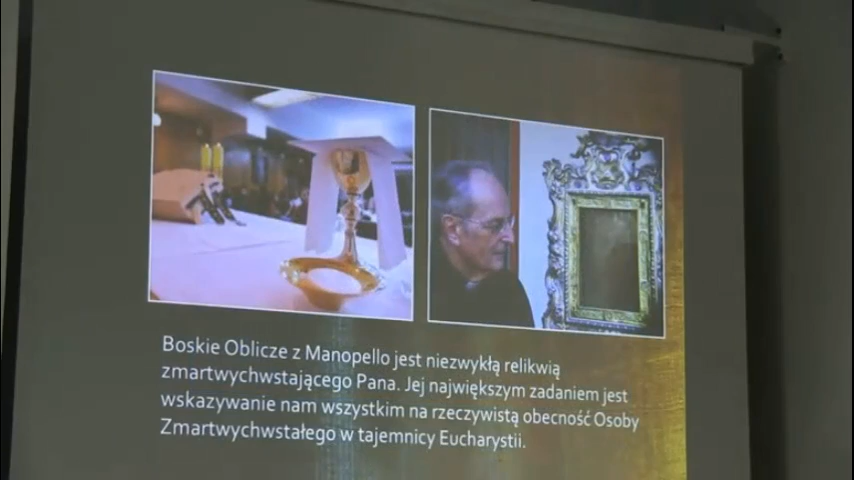 Boskie Oblicze z Manopello jest niezwykłą relikwią
zmartwychwstającego Pana. Jej największym zadaniem jest
wskazywanie nam wszystkim na rzeczywistą obecność Osoby
Zmartwychwstałego w tajemnicy Eucharystii.